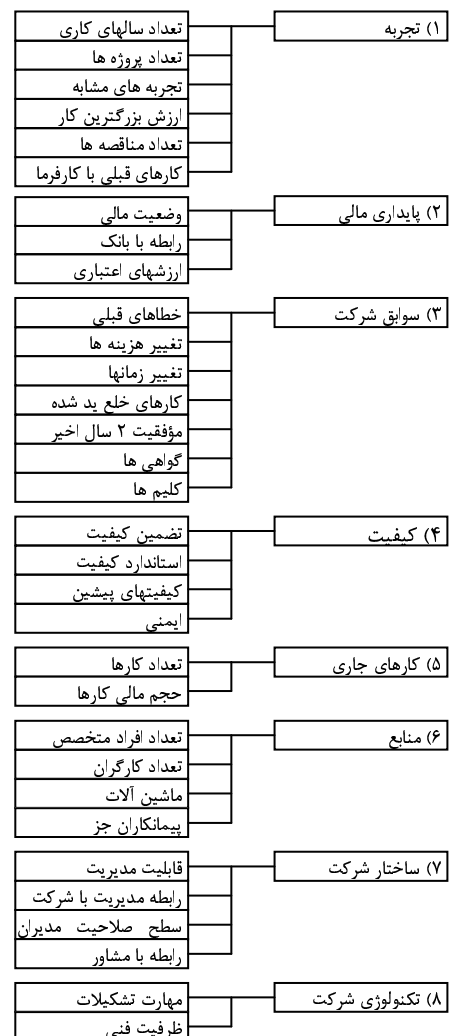 ۱) تجربه
تعداد سالهای کاری
تعداد پروژه ها
تجربه های مشابه
ارزش بزرگترین کار
تعداد مناقصه ها
کارهای قبلی با کارفرما
۲) پایداری مالی
وضعیت مالی
رابطه با بانک
ارزشهای اعتباری
۳) سوابق شرکت
خطاهای قبلی
تغییر هزینه ها
تغییر زمانها
کارهای خلع ید شده
مؤفقیت ۲ سال اخیر
گواهی ها
کلیم ها
۴) کیفیت
تضمین کیفیت
استاندارد کیفیت
کیفیتهای پیشین
ایمنی
۵) کارهای جاری
تعداد کارها
حجم مالی کارها
۶) منابع
تعداد افراد متخصص
تعداد کارگران
ماشین آلات
پیمانکاران جز
۷) ساختار شرکت
قابلیت مدیریت
رابطه مدیریت با شرکت
سطح صلاحیت مدیران
رابطه با مشاور
۸) تکنولوژی شرکت
مهارت تشکیلات
ظرفیت فنی